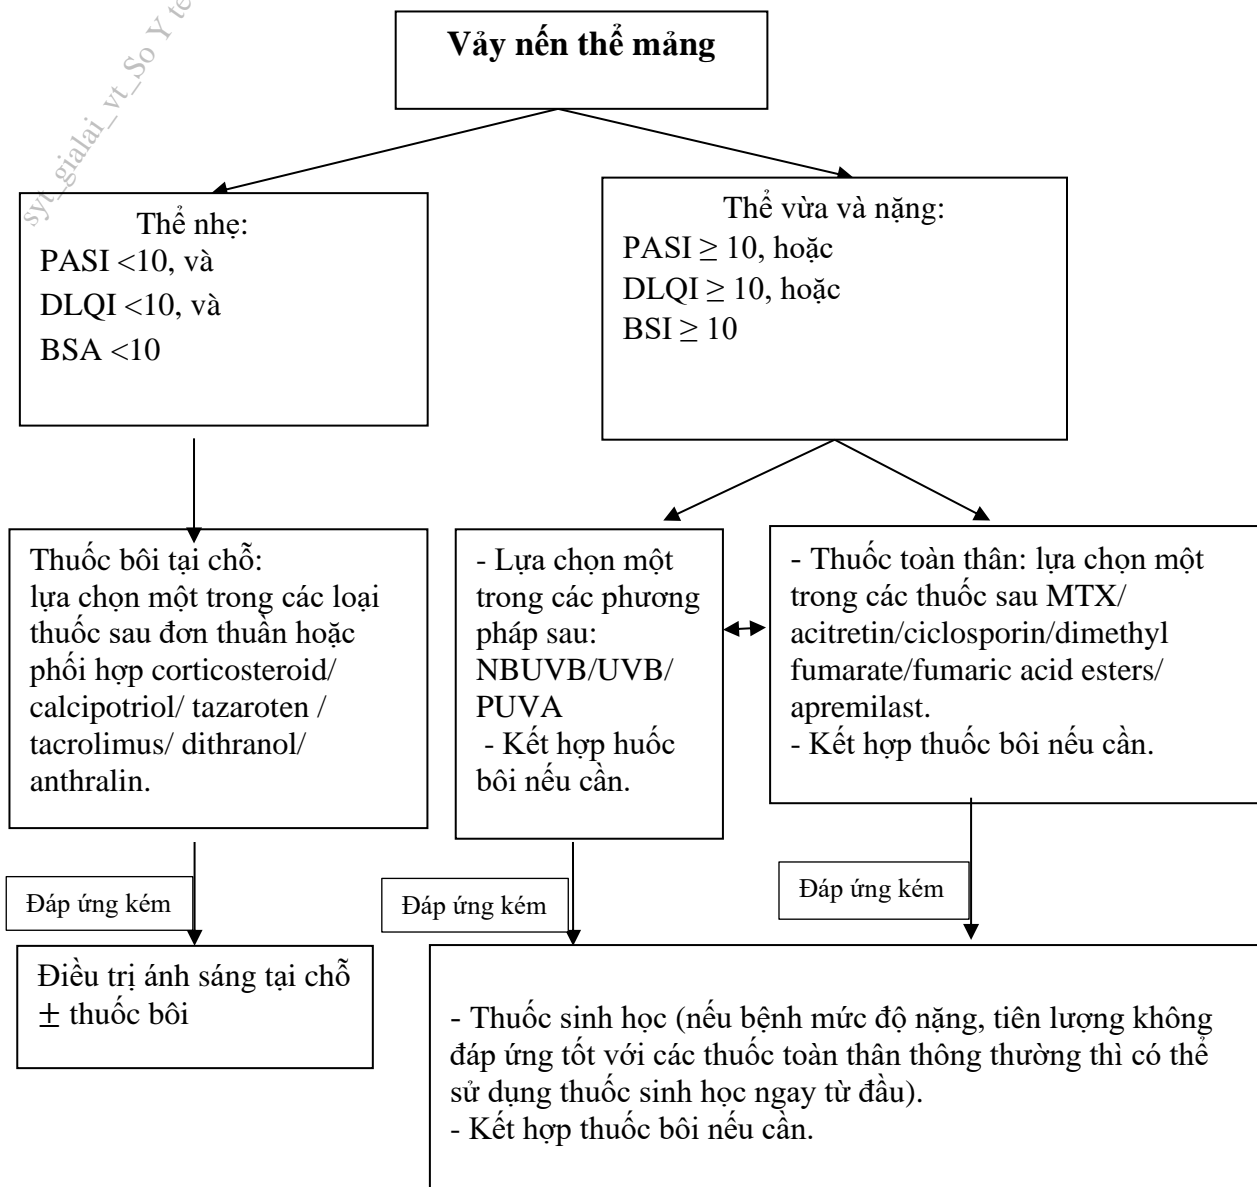 syt_gialai_vt_So Y te
Vảy nến thể mảng
Thể nhẹ:
PASI <10, và
DLQI <10, và
BSA <10
Thể vừa và nặng:
PASI ≥ 10, hoặc
DLQI ≥ 10, hoặc
BSI ≥ 10
Thuốc bôi tại chỗ:
lựa chọn một trong các loại
thuốc sau đơn thuần hoặc
phối hợp corticosteroid/
calcipotriol/ tazaroten /
tacrolimus/ dithranol/
anthralin.
- Lựa chọn một
trong các phương
pháp sau:
NBUVB/UVB/
PUVA
- Kết hợp huốc
bôi nếu cần.
- Thuốc toàn thân: lựa chọn một
trong các thuốc sau MTX/
acitretin/ciclosporin/dimethyl
fumarate/fumaric acid esters/
apremilast.
- Kết hợp thuốc bôi nếu cần.
Đáp ứng kém
Đáp ứng kém
Đáp ứng kém
Điều trị ánh sáng tại chỗ
± thuốc bôi
- Thuốc sinh học (nếu bệnh mức độ nặng, tiên lượng không
đáp ứng tốt với các thuốc toàn thân thông thường thì có thể
sử dụng thuốc sinh học ngay từ đầu).
- Kết hợp thuốc bôi nếu cần.